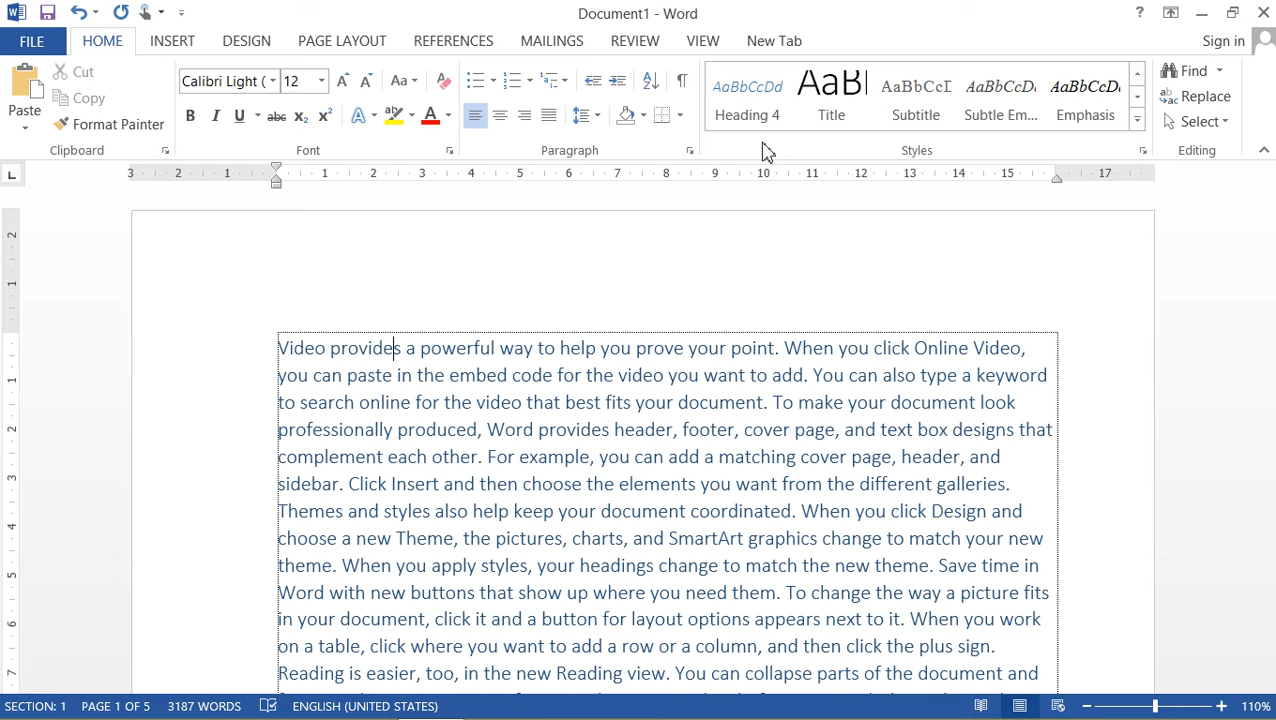 Document1 - Word
FILE HOME INSERT DESIGN PAGE LAYOUT REFERENCES MAILINGS REVIEW VIEW New Tab Sign in
Paste
Cut
Copy
Format Painter
Clipboard
Calibri Light ( 12
Aa
B I U abc X₂ X² A A
Font
Paragraph
AaBbCcDd Heading 4
AaB Title
AaBbCcD Subtitle
AaBbCcDd Subtle Em...
AaBbCcDd Emphasis
Styles
Find
Replace
Select
Editing
3 2 1 1 2 3 4 5 6 7 8 9 10 11 12 13 14 15 17
2
1
1
2
3
4
5
6
7
Video provides a powerful way to help you prove your point. When you click Online Video,
you can paste in the embed code for the video you want to add. You can also type a keyword
to search online for the video that best fits your document. To make your document look
professionally produced, Word provides header, footer, cover page, and text box designs that
complement each other. For example, you can add a matching cover page, header, and
sidebar. Click Insert and then choose the elements you want from the different galleries.
Themes and styles also help keep your document coordinated. When you click Design and
choose a new Theme, the pictures, charts, and SmartArt graphics change to match your new
theme. When you apply styles, your headings change to match the new theme. Save time in
Word with new buttons that show up where you need them. To change the way a picture fits
in your document, click it and a button for layout options appears next to it. When you work
on a table, click where you want to add a row or a column, and then click the plus sign.
Reading is easier, too, in the new Reading view. You can collapse parts of the document and
SECTION: 1 PAGE 1 OF 5 3187 WORDS ENGLISH (UNITED STATES) 110%